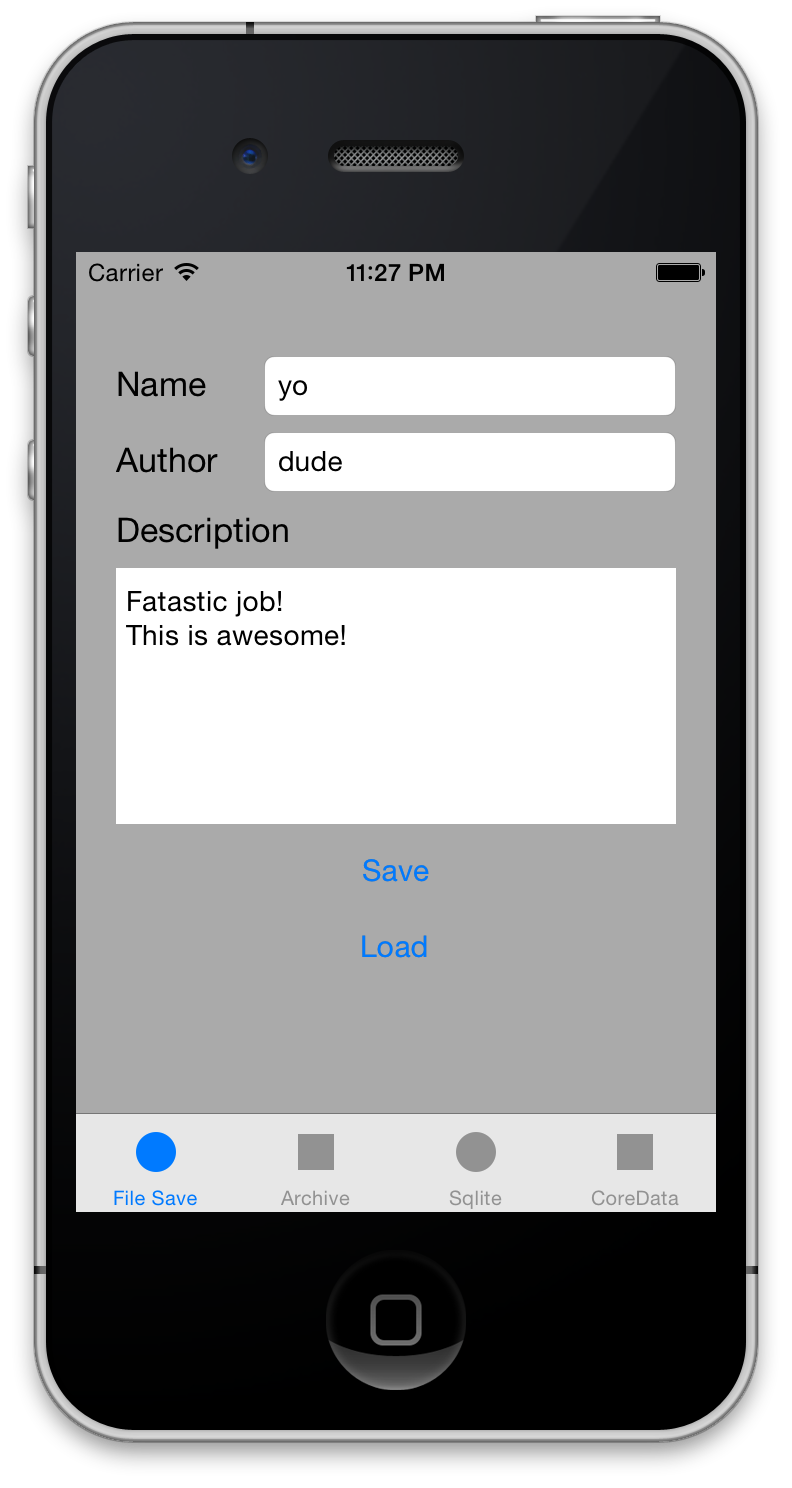 Carrier 11:27 PM
Name yo
Author dude
Description
Fatastic job!
This is awesome!
Save
Load
File Save Archive Sqlite CoreData